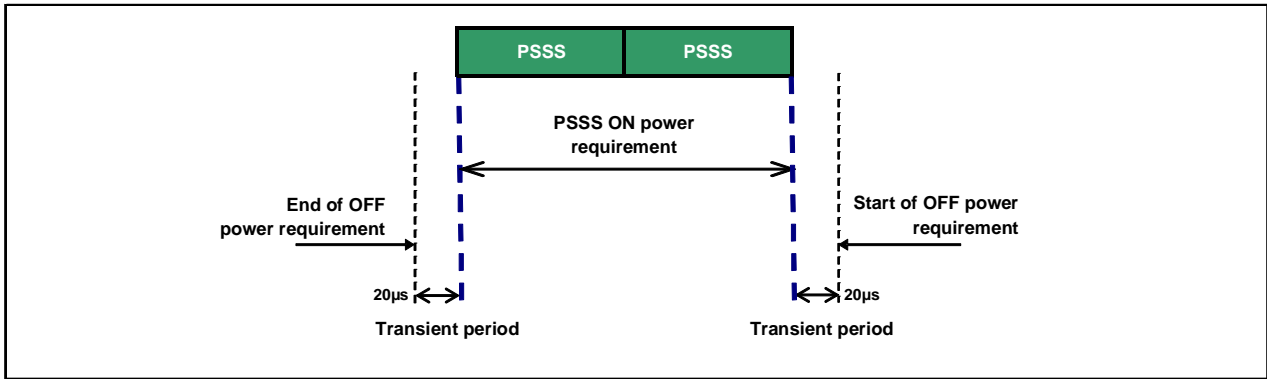 PSSS PSSS
PSSS ON power
requirement
End of OFF
power requirement
Start of OFF power
requirement
20µs
20µs
Transient period
Transient period